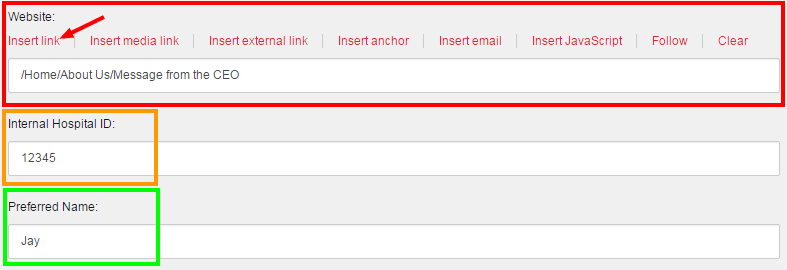 Website:
Insert link Insert media link Insert external link Insert anchor Insert email Insert JavaScript Follow Clear
/Home/About Us/Message from the CEO
Internal Hospital ID:
12345
Preferred Name:
Jay